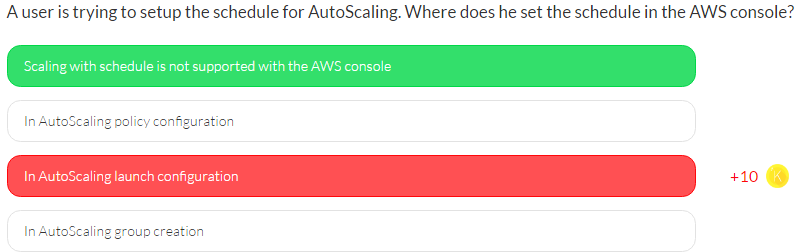 A user is trying to setup the schedule for AutoScaling. Where does he set the schedule in the AWS console?
Scaling with schedule is not supported with the AWS console
In AutoScaling policy configuration
In AutoScaling launch configuration
+10 K
In AutoScaling group creation